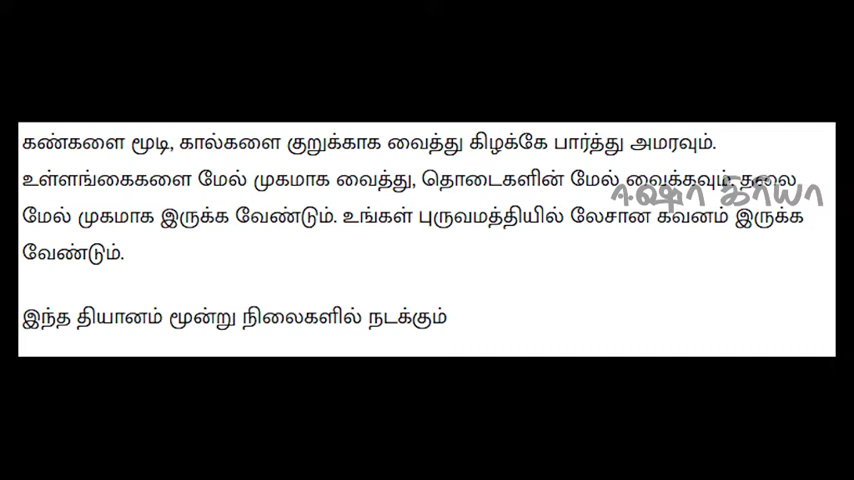 கண்களை மூடி, கால்களை குறுக்காக வைத்து கிழக்கே பார்த்து அமரவும்.
உள்ளங்கைகளை மேல் முகமாக வைத்து, தொடைகளின் மேல் வைக்கவும். தலை
ஈஷா கிரியா
மேல் முகமாக இருக்க வேண்டும். உங்கள் புருவமத்தியில் லேசான கவனம் இருக்க
வேண்டும்.
இந்த தியானம் மூன்று நிலைகளில் நடக்கும்